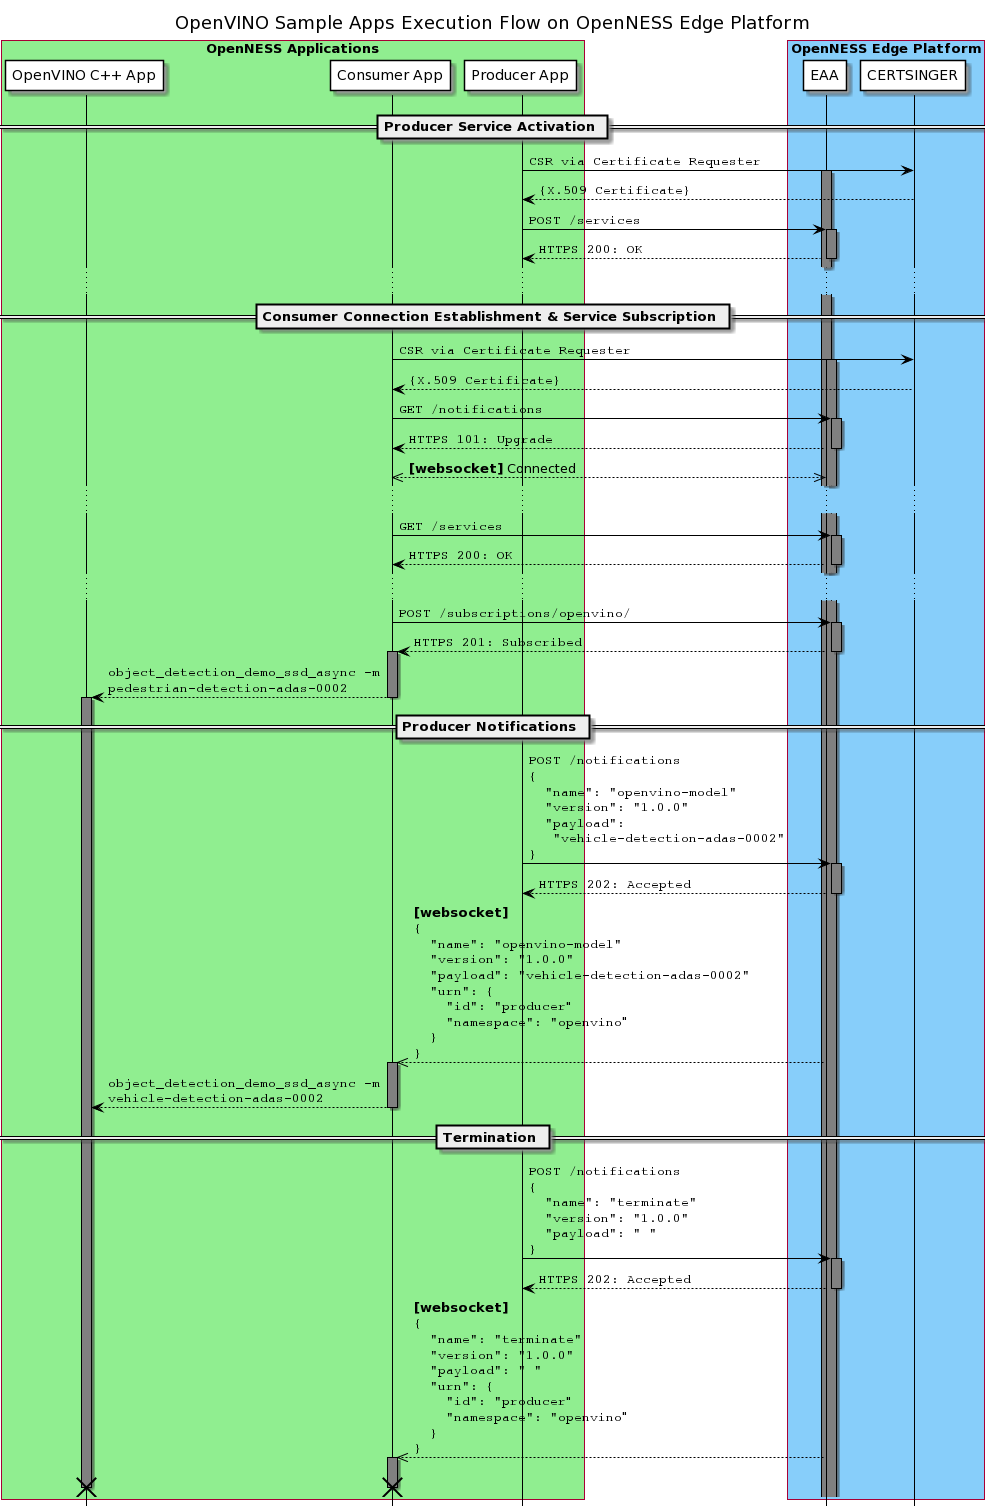 OpenVINO Sample Apps Execution Flow on OpenNESS Edge Platform
OpenNESS Applications
OpenNESS Edge Platform
OpenVINO C++ App
Consumer App
Producer App
EAA
CERTSINGER
Producer Service Activation
CSR via Certificate Requester
{X.509 Certificate}
POST /services
HTTPS 200: OK
Consumer Connection Establishment & Service Subscription
CSR via Certificate Requester
{X.509 Certificate}
GET /notifications
HTTPS 101: Upgrade
[websocket] Connected
GET /services
HTTPS 200: OK
POST /subscriptions/openvino/
HTTPS 201: Subscribed
object_detection_demo_ssd_async -m
pedestrian-detection-adas-0002
Producer Notifications
POST /notifications
{
"name": "openvino-model"
"version": "1.0.0"
"payload":
"vehicle-detection-adas-0002"
}
HTTPS 202: Accepted
[websocket]
{
"name": "openvino-model"
"version": "1.0.0"
"payload": "vehicle-detection-adas-0002"
"urn": {
"id": "producer"
"namespace": "openvino"
}
}
object_detection_demo_ssd_async -m
vehicle-detection-adas-0002
Termination
POST /notifications
{
"name": "terminate"
"version": "1.0.0"
"payload": " "
}
HTTPS 202: Accepted
[websocket]
{
"name": "terminate"
"version": "1.0.0"
"payload": " "
"urn": {
"id": "producer"
"namespace": "openvino"
}
}